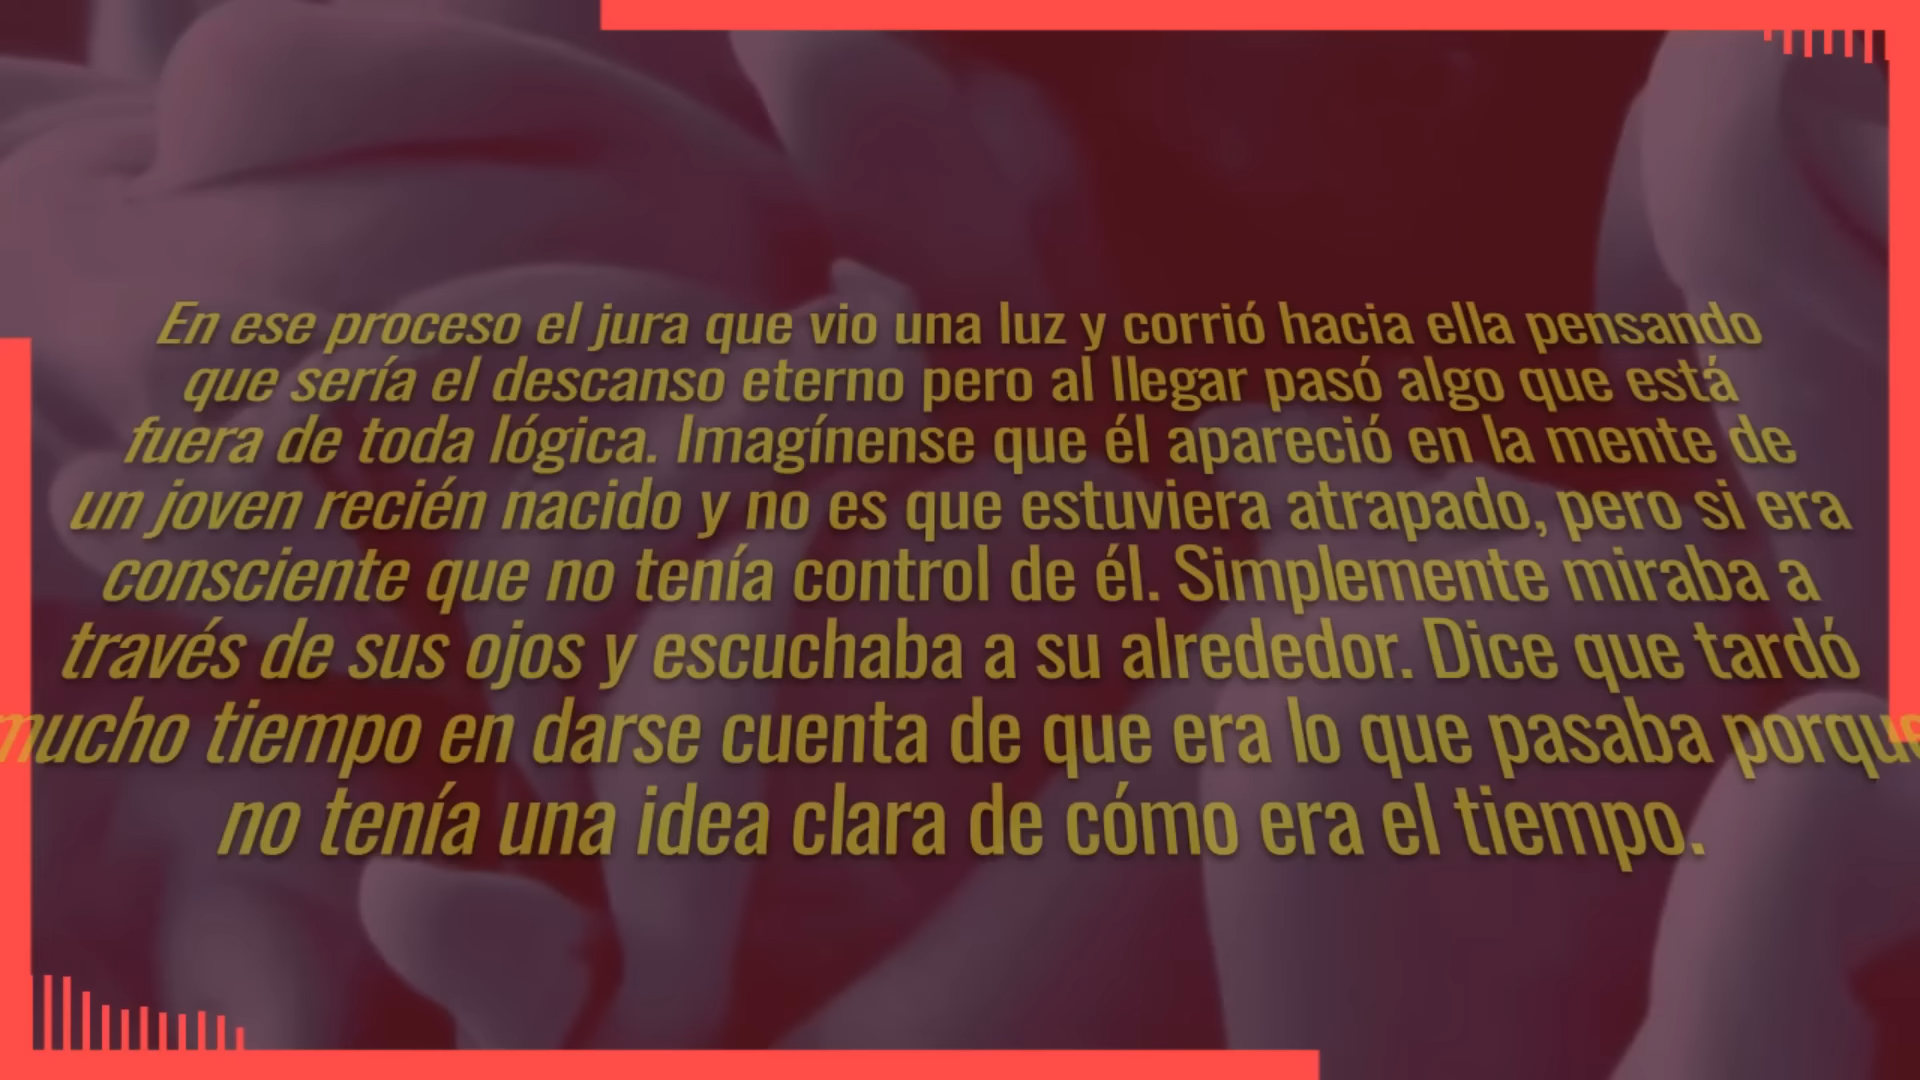 En ese proceso el jura que vio una luz y corrió hacia ella pensando
que sería el descanso eterno pero al llegar pasó algo que está
fuera de toda lógica. Imagínense que él apareció en la mente de
un joven recién nacido y no es que estuviera atrapado, pero si era
consciente que no tenía control de él. Simplemente miraba a
través de sus ojos y escuchaba a su alrededor. Dice que tardó
mucho tiempo en darse cuenta de que era lo que pasaba porque
no tenía una idea clara de cómo era el tiempo.